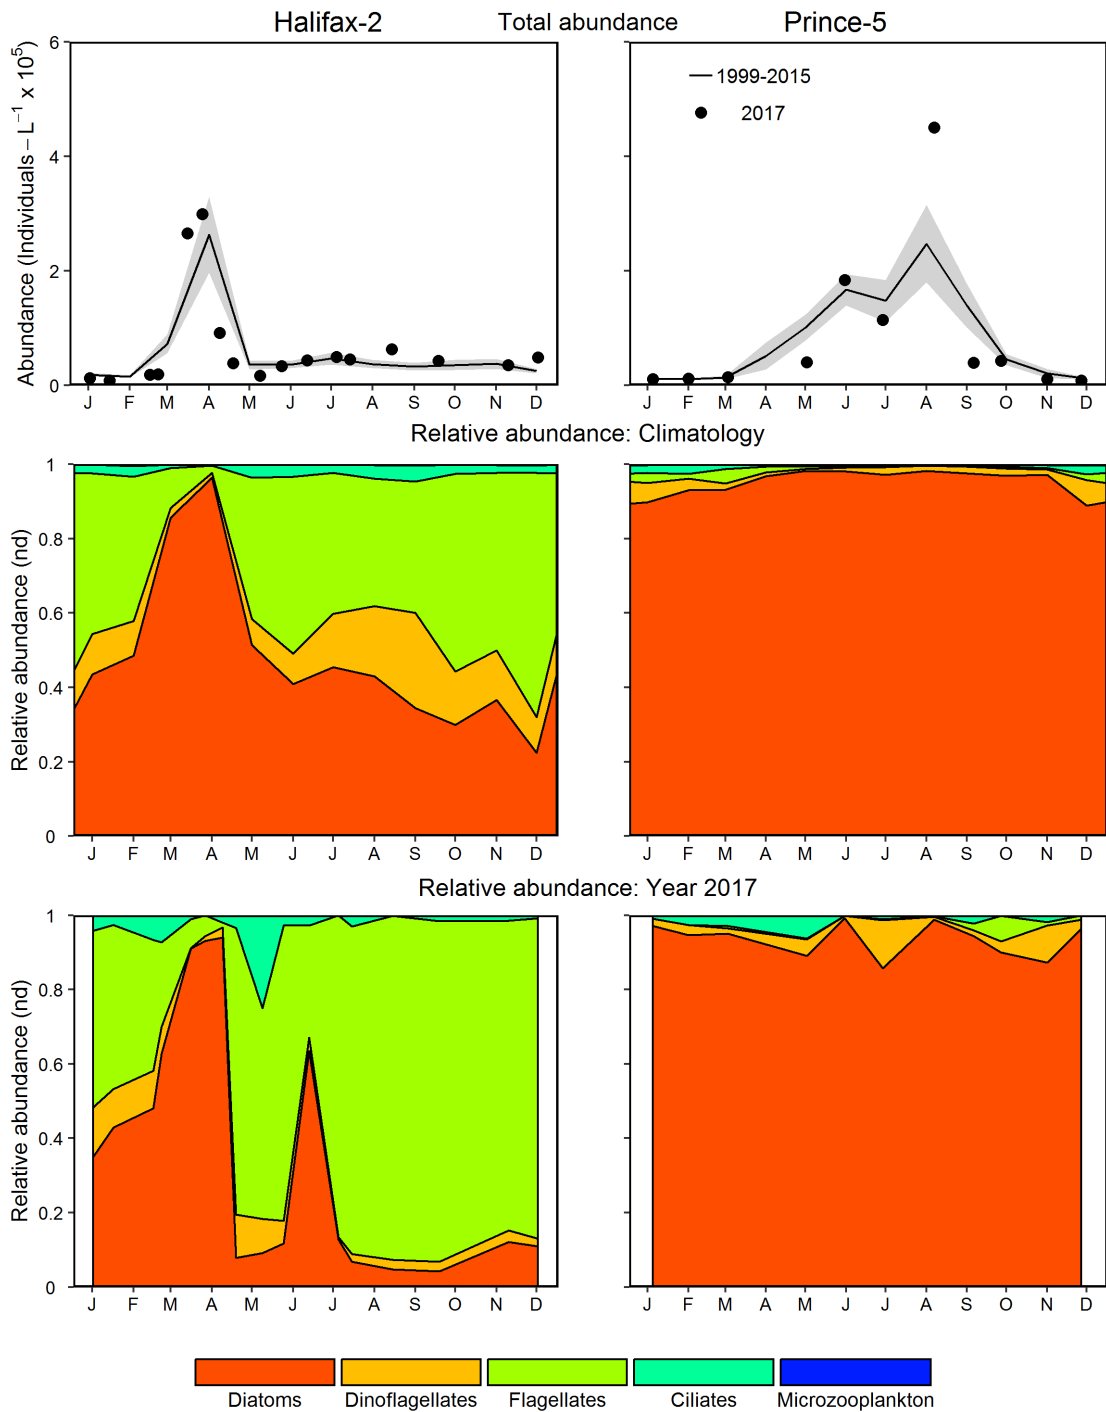 Halifax-2 Total abundance Prince-5
Abundance (Individuals – L⁻¹ x 10⁵)
6
4
2
0
1999-2015
2017
J F M A M J J A S O N D
J F M A M J J A S O N D
Relative abundance: Climatology
Relative abundance (nd)
1
0.8
0.6
0.4
0.2
0
J F M A M J J A S O N D
J F M A M J J A S O N D
Relative abundance: Year 2017
Relative abundance (nd)
1
0.8
0.6
0.4
0.2
0
J F M A M J J A S O N D
J F M A M J J A S O N D
Diatoms Dinoflagellates Flagellates Ciliates Microzooplankton